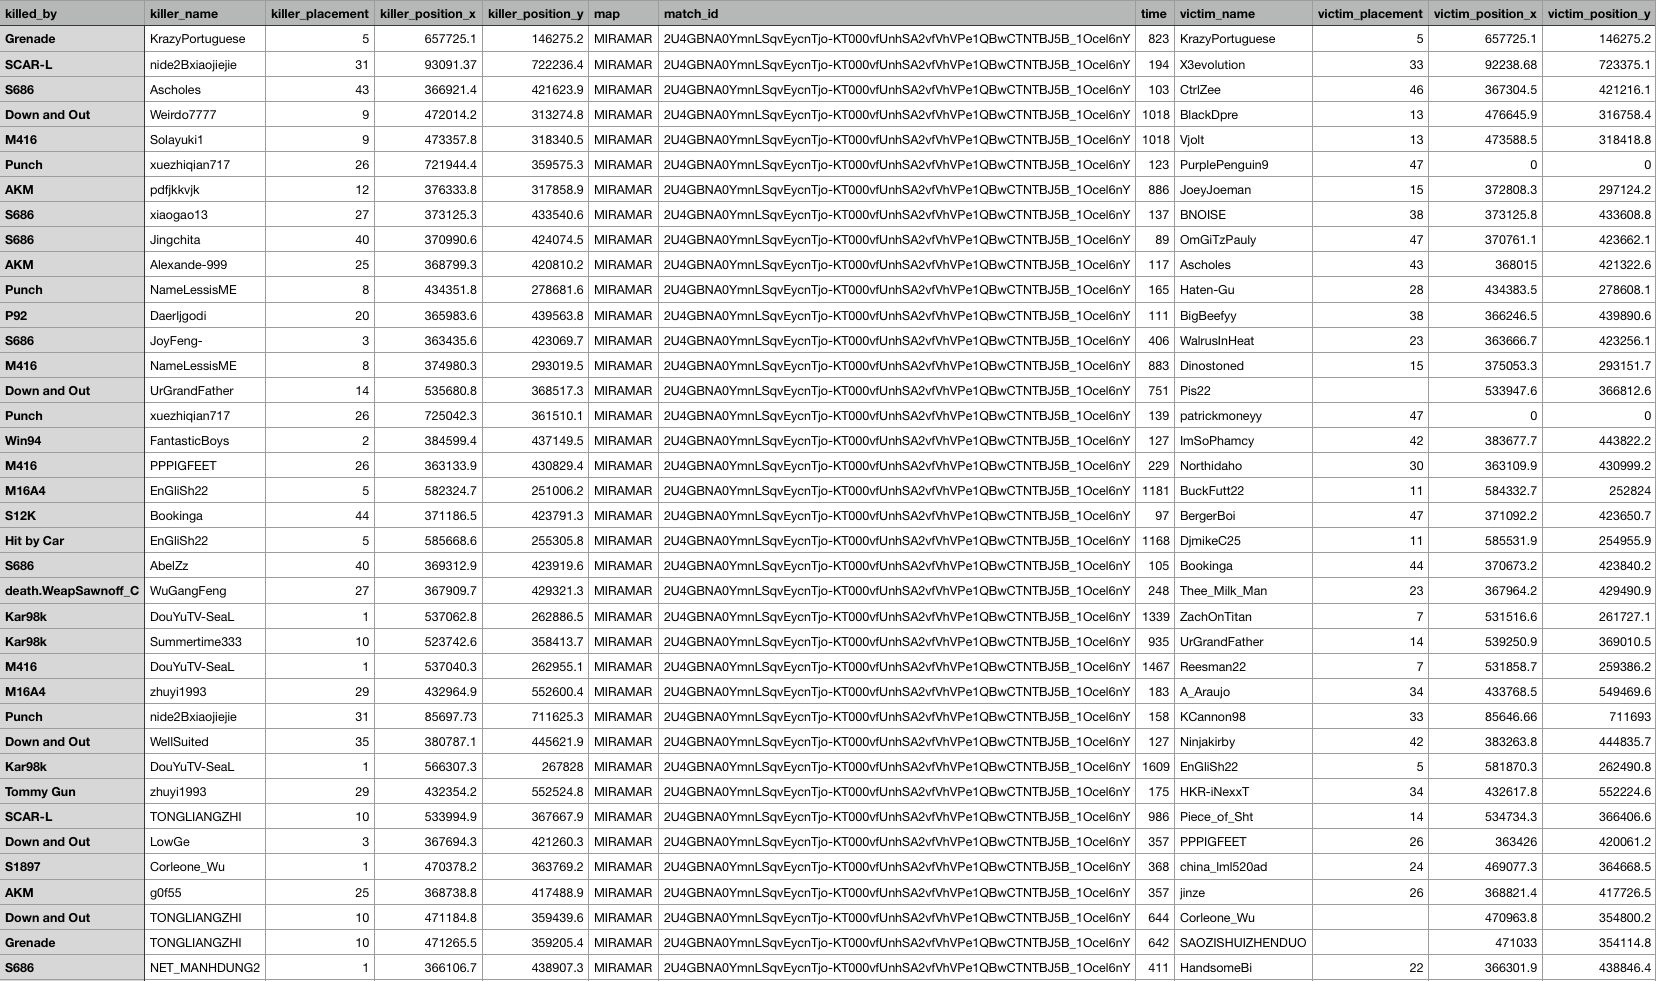 killed_by killer_name killer_placement killer_position_x killer_position_y map match_id time victim_name victim_placement victim_position_x victim_position_y
Grenade KrazyPortuguese 5 657725.1 146275.2 MIRAMAR 2U4GBNA0YmnLSqvEycnTjo-KT000vfUnhSA2vfVhVPe1QBwCTNTBJ5B_1Ocel6nY 823 KrazyPortuguese 5 657725.1 146275.2
SCAR-L nide2Bxiaojiejie 31 93091.37 722236.4 MIRAMAR 2U4GBNA0YmnLSqvEycnTjo-KT000vfUnhSA2vfVhVPe1QBwCTNTBJ5B_1Ocel6nY 194 X3evolution 33 92238.68 723375.1
S686 Ascholes 43 366921.4 421623.9 MIRAMAR 2U4GBNA0YmnLSqvEycnTjo-KT000vfUnhSA2vfVhVPe1QBwCTNTBJ5B_1Ocel6nY 103 CtrlZee 46 367304.5 421216.1
Down and Out Weirdo7777 9 472014.2 313274.8 MIRAMAR 2U4GBNA0YmnLSqvEycnTjo-KT000vfUnhSA2vfVhVPe1QBwCTNTBJ5B_1Ocel6nY 1018 BlackDpre 13 476645.9 316758.4
M416 Solayuki1 9 473357.8 318340.5 MIRAMAR 2U4GBNA0YmnLSqvEycnTjo-KT000vfUnhSA2vfVhVPe1QBwCTNTBJ5B_1Ocel6nY 1018 Vjolt 13 473588.5 318418.8
Punch xuezhiqian717 26 721944.4 359575.3 MIRAMAR 2U4GBNA0YmnLSqvEycnTjo-KT000vfUnhSA2vfVhVPe1QBwCTNTBJ5B_1Ocel6nY 123 PurplePenguin9 47 0 0
AKM pdfjkkvjk 12 376333.8 317858.9 MIRAMAR 2U4GBNA0YmnLSqvEycnTjo-KT000vfUnhSA2vfVhVPe1QBwCTNTBJ5B_1Ocel6nY 886 JoeyJoeman 15 372808.3 297124.2
S686 xiaogao13 27 373125.3 433540.6 MIRAMAR 2U4GBNA0YmnLSqvEycnTjo-KT000vfUnhSA2vfVhVPe1QBwCTNTBJ5B_1Ocel6nY 137 BNOISE 38 373125.8 433608.8
S686 Jingchita 40 370990.6 424074.5 MIRAMAR 2U4GBNA0YmnLSqvEycnTjo-KT000vfUnhSA2vfVhVPe1QBwCTNTBJ5B_1Ocel6nY 89 OmGiTzPauly 47 370761.1 423662.1
AKM Alexande-999 25 368799.3 420810.2 MIRAMAR 2U4GBNA0YmnLSqvEycnTjo-KT000vfUnhSA2vfVhVPe1QBwCTNTBJ5B_1Ocel6nY 117 Ascholes 43 368015 421322.6
Punch NameLessisME 8 434351.8 278681.6 MIRAMAR 2U4GBNA0YmnLSqvEycnTjo-KT000vfUnhSA2vfVhVPe1QBwCTNTBJ5B_1Ocel6nY 165 Haten-Gu 28 434383.5 278608.1
P92 Daerljgodi 20 365983.6 439563.8 MIRAMAR 2U4GBNA0YmnLSqvEycnTjo-KT000vfUnhSA2vfVhVPe1QBwCTNTBJ5B_1Ocel6nY 111 BigBeefyy 38 366246.5 439890.6
S686 JoyFeng- 3 363435.6 423069.7 MIRAMAR 2U4GBNA0YmnLSqvEycnTjo-KT000vfUnhSA2vfVhVPe1QBwCTNTBJ5B_1Ocel6nY 406 WalrusInHeat 23 363666.7 423256.1
M416 NameLessisME 8 374980.3 293019.5 MIRAMAR 2U4GBNA0YmnLSqvEycnTjo-KT000vfUnhSA2vfVhVPe1QBwCTNTBJ5B_1Ocel6nY 883 Dinostoned 15 375053.3 293151.7
Down and Out UrGrandFather 14 535680.8 368517.3 MIRAMAR 2U4GBNA0YmnLSqvEycnTjo-KT000vfUnhSA2vfVhVPe1QBwCTNTBJ5B_1Ocel6nY 751 Pis22 533947.6 366812.6
Punch xuezhiqian717 26 725042.3 361510.1 MIRAMAR 2U4GBNA0YmnLSqvEycnTjo-KT000vfUnhSA2vfVhVPe1QBwCTNTBJ5B_1Ocel6nY 139 patrickmoneyy 47 0 0
Win94 FantasticBoys 2 384599.4 437149.5 MIRAMAR 2U4GBNA0YmnLSqvEycnTjo-KT000vfUnhSA2vfVhVPe1QBwCTNTBJ5B_1Ocel6nY 127 ImSoPhamcy 42 383677.7 443822.2
M416 PPPIGFEET 26 363133.9 430829.4 MIRAMAR 2U4GBNA0YmnLSqvEycnTjo-KT000vfUnhSA2vfVhVPe1QBwCTNTBJ5B_1Ocel6nY 229 Northidaho 30 363109.9 430999.2
M16A4 EnGliSh22 5 582324.7 251006.2 MIRAMAR 2U4GBNA0YmnLSqvEycnTjo-KT000vfUnhSA2vfVhVPe1QBwCTNTBJ5B_1Ocel6nY 1181 BuckFutt22 11 584332.7 252824
S12K Bookinga 44 371186.5 423791.3 MIRAMAR 2U4GBNA0YmnLSqvEycnTjo-KT000vfUnhSA2vfVhVPe1QBwCTNTBJ5B_1Ocel6nY 97 BergerBoi 47 371092.2 423650.7
Hit by Car EnGliSh22 5 585668.6 255305.8 MIRAMAR 2U4GBNA0YmnLSqvEycnTjo-KT000vfUnhSA2vfVhVPe1QBwCTNTBJ5B_1Ocel6nY 1168 DjmikeC25 11 585531.9 254955.9
S686 AbelZz 40 369312.9 423919.6 MIRAMAR 2U4GBNA0YmnLSqvEycnTjo-KT000vfUnhSA2vfVhVPe1QBwCTNTBJ5B_1Ocel6nY 105 Bookinga 44 370673.2 423840.2
death.WeapSawnoff_C WuGangFeng 27 367909.7 429321.3 MIRAMAR 2U4GBNA0YmnLSqvEycnTjo-KT000vfUnhSA2vfVhVPe1QBwCTNTBJ5B_1Ocel6nY 248 Thee_Milk_Man 23 367964.2 429490.9
Kar98k DouYuTV-SeaL 1 537062.8 262886.5 MIRAMAR 2U4GBNA0YmnLSqvEycnTjo-KT000vfUnhSA2vfVhVPe1QBwCTNTBJ5B_1Ocel6nY 1339 ZachOnTitan 7 531516.6 261727.1
Kar98k Summertime333 10 523742.6 358413.7 MIRAMAR 2U4GBNA0YmnLSqvEycnTjo-KT000vfUnhSA2vfVhVPe1QBwCTNTBJ5B_1Ocel6nY 935 UrGrandFather 14 539250.9 369010.5
M416 DouYuTV-SeaL 1 537040.3 262955.1 MIRAMAR 2U4GBNA0YmnLSqvEycnTjo-KT000vfUnhSA2vfVhVPe1QBwCTNTBJ5B_1Ocel6nY 1467 Reesman22 7 531858.7 259386.2
M16A4 zhuyi1993 29 432964.9 552600.4 MIRAMAR 2U4GBNA0YmnLSqvEycnTjo-KT000vfUnhSA2vfVhVPe1QBwCTNTBJ5B_1Ocel6nY 183 A_Araujo 34 433768.5 549469.6
Punch nide2Bxiaojiejie 31 85697.73 711625.3 MIRAMAR 2U4GBNA0YmnLSqvEycnTjo-KT000vfUnhSA2vfVhVPe1QBwCTNTBJ5B_1Ocel6nY 158 KCannon98 33 85646.66 711693
Down and Out WellSuited 35 380787.1 445621.9 MIRAMAR 2U4GBNA0YmnLSqvEycnTjo-KT000vfUnhSA2vfVhVPe1QBwCTNTBJ5B_1Ocel6nY 127 Ninjakirby 42 383263.8 444835.7
Kar98k DouYuTV-SeaL 1 566307.3 267828 MIRAMAR 2U4GBNA0YmnLSqvEycnTjo-KT000vfUnhSA2vfVhVPe1QBwCTNTBJ5B_1Ocel6nY 1609 EnGliSh22 5 581870.3 262490.8
Tommy Gun zhuyi1993 29 432354.2 552524.8 MIRAMAR 2U4GBNA0YmnLSqvEycnTjo-KT000vfUnhSA2vfVhVPe1QBwCTNTBJ5B_1Ocel6nY 175 HKR-iNexxT 34 432617.8 552224.6
SCAR-L TONGLIANGZHI 10 533994.9 367667.9 MIRAMAR 2U4GBNA0YmnLSqvEycnTjo-KT000vfUnhSA2vfVhVPe1QBwCTNTBJ5B_1Ocel6nY 986 Piece_of_Sht 14 534734.3 366406.6
Down and Out LowGe 3 367694.3 421260.3 MIRAMAR 2U4GBNA0YmnLSqvEycnTjo-KT000vfUnhSA2vfVhVPe1QBwCTNTBJ5B_1Ocel6nY 357 PPPIGFEET 26 363426 420061.2
S1897 Corleone_Wu 1 470378.2 363769.2 MIRAMAR 2U4GBNA0YmnLSqvEycnTjo-KT000vfUnhSA2vfVhVPe1QBwCTNTBJ5B_1Ocel6nY 368 china_lml520ad 24 469077.3 364668.5
AKM g0f55 25 368738.8 417488.9 MIRAMAR 2U4GBNA0YmnLSqvEycnTjo-KT000vfUnhSA2vfVhVPe1QBwCTNTBJ5B_1Ocel6nY 357 jinze 26 368821.4 417726.5
Down and Out TONGLIANGZHI 10 471184.8 359439.6 MIRAMAR 2U4GBNA0YmnLSqvEycnTjo-KT000vfUnhSA2vfVhVPe1QBwCTNTBJ5B_1Ocel6nY 644 Corleone_Wu 470963.8 354800.2
Grenade TONGLIANGZHI 10 471265.5 359205.4 MIRAMAR 2U4GBNA0YmnLSqvEycnTjo-KT000vfUnhSA2vfVhVPe1QBwCTNTBJ5B_1Ocel6nY 642 SAOZISHUIZHENDUO 471033 354114.8
S686 NET_MANHDUNG2 1 366106.7 438907.3 MIRAMAR 2U4GBNA0YmnLSqvEycnTjo-KT000vfUnhSA2vfVhVPe1QBwCTNTBJ5B_1Ocel6nY 411 HandsomeBi 22 366301.9 438846.4